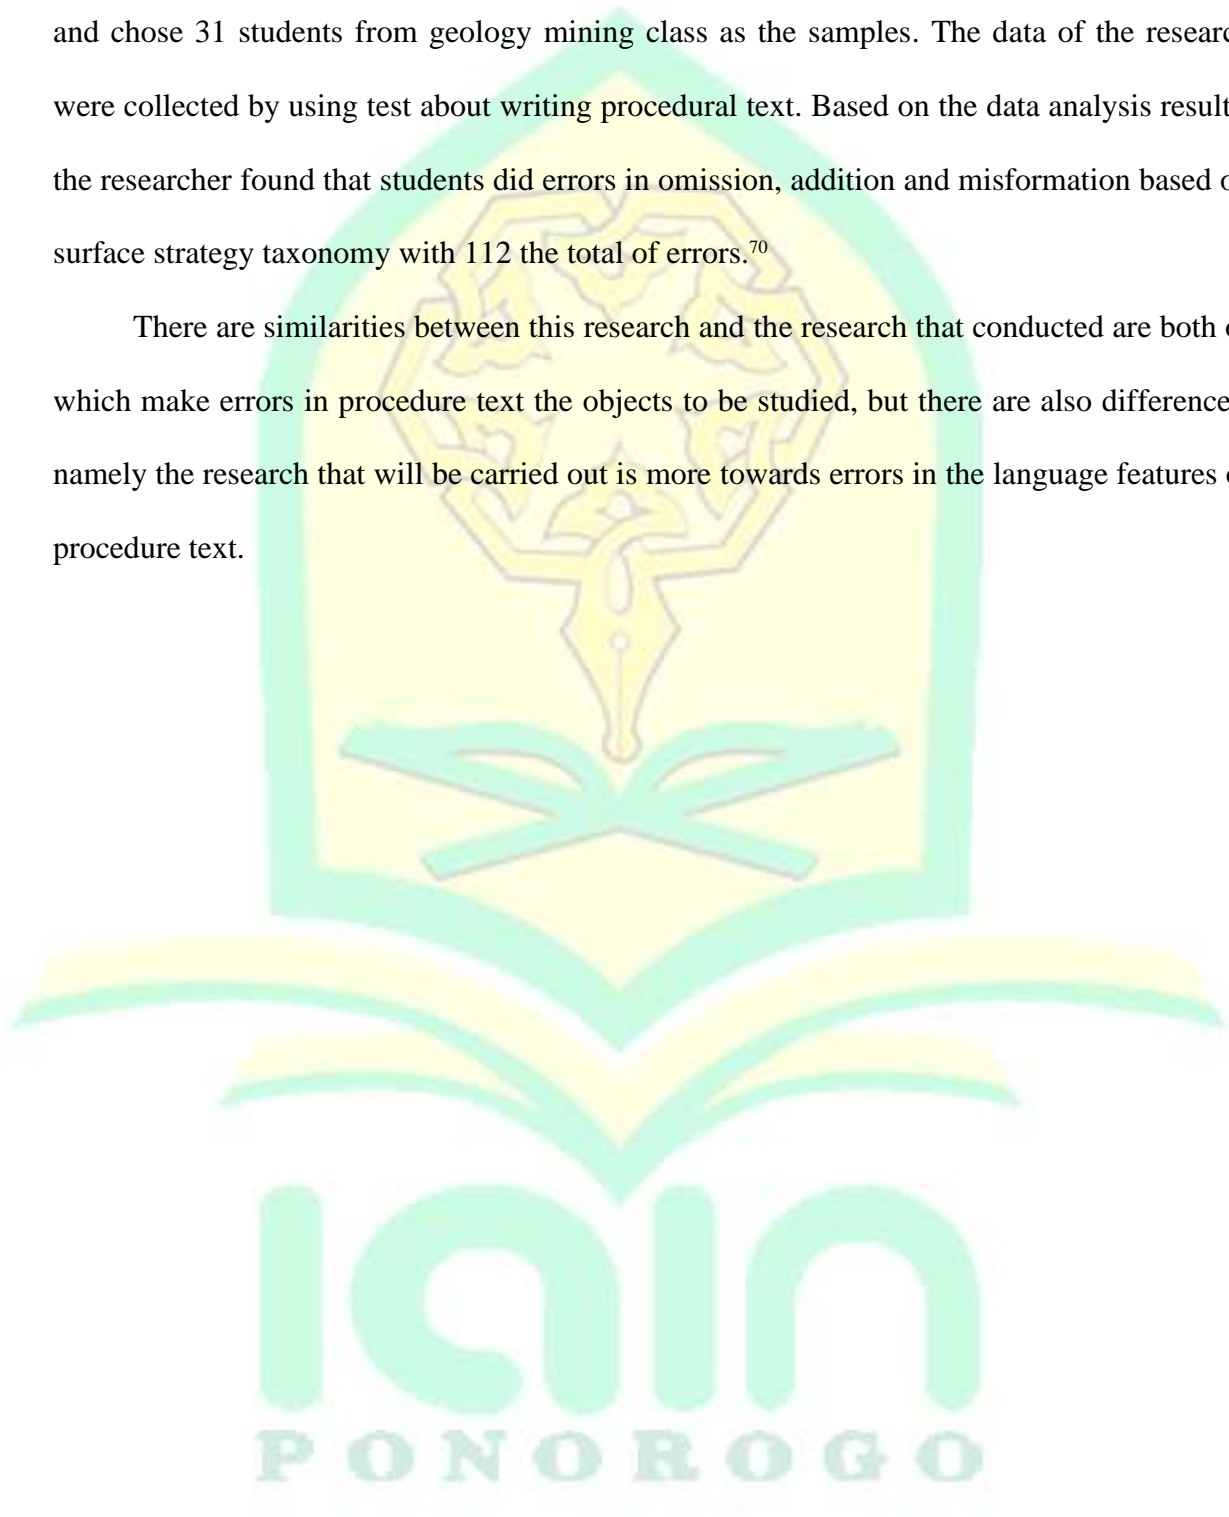 and chose 31 students from geology mining class as the samples. The data of the researc
were collected by using test about writing procedural text. Based on the data analysis result
the researcher found that students did errors in omission, addition and misformation based o
surface strategy taxonomy with 112 the total of errors.70
There are similarities between this research and the research that conducted are both
which make errors in procedure text the objects to be studied, but there are also difference
namely the research that will be carried out is more towards errors in the language features
procedure text.
iain
PONOROGO